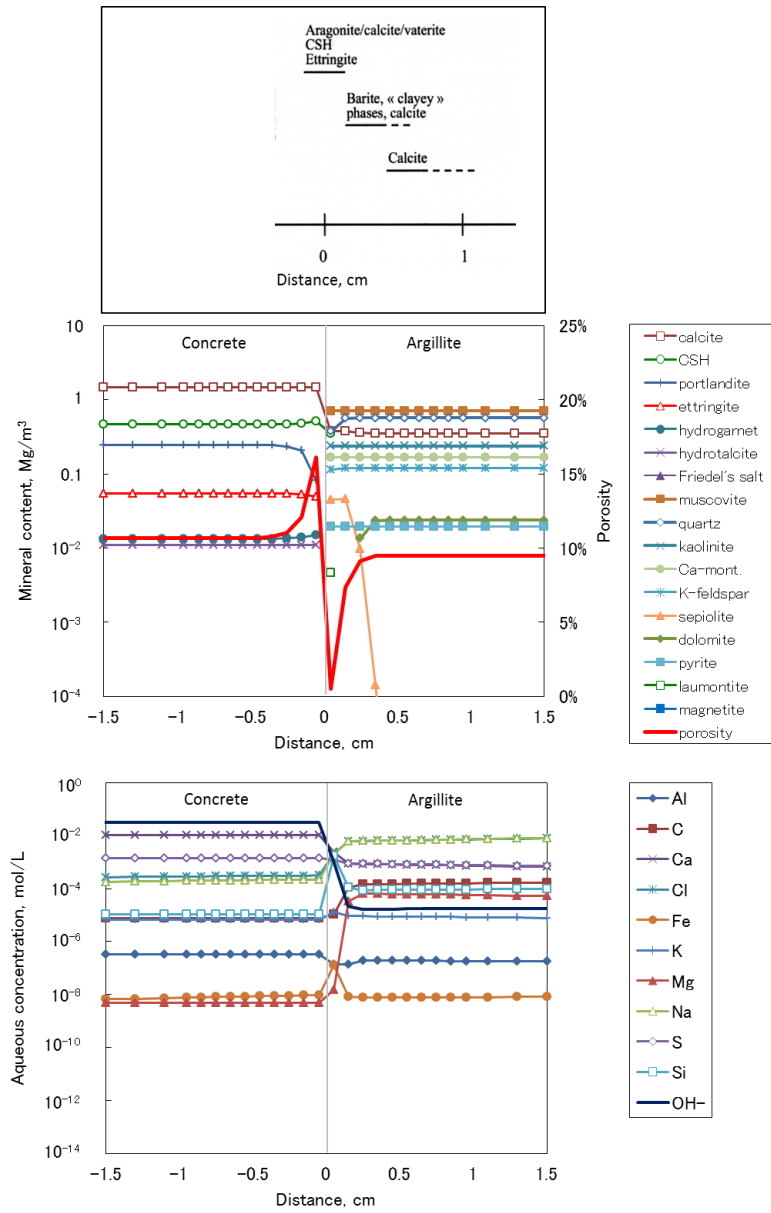 Aragonite/calcite/vaterite
CSH
Ettringite
Barite, « clayey »
phases, calcite
Calcite
0
1
Distance, cm
10
1
0.1
10⁻²
10⁻³
10⁻⁴
Mineral content, Mg/m³
Concrete
Argillite
25%
20%
15%
10%
5%
0%
Porosity
-1.5
-1
-0.5
0
0.5
1
1.5
Distance, cm
calcite
CSH
portlandite
ettringite
hydrogarnet
hydrotalcite
Friedel's salt
muscovite
quartz
kaolinite
Ca-mont.
K-feldspar
sepiolite
dolomite
pyrite
laumontite
magnetite
porosity
10⁰
10⁻²
10⁻⁴
10⁻⁶
10⁻⁸
10⁻¹⁰
10⁻¹²
10⁻¹⁴
Aqueous concentration, mol/L
Concrete
Argillite
-1.5
-1
-0.5
0
0.5
1
1.5
Distance, cm
Al
C
Ca
Cl
Fe
K
Mg
Na
S
Si
OH-